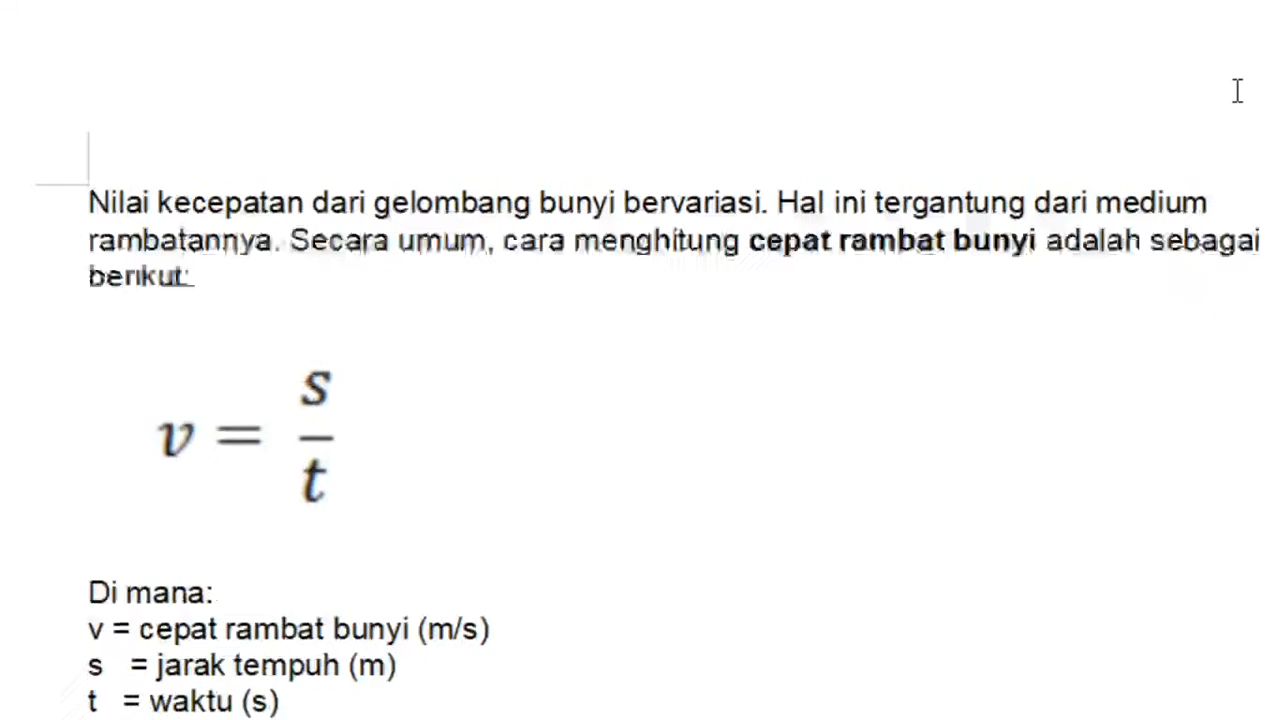 Nilai kecepatan dari gelombang bunyi bervariasi. Hal ini tergantung dari medium
rambatannya. Secara umum, cara menghitung cepat rambat bunyi adalah sebagai
berikut:
v = s/t
Di mana:
v = cepat rambat bunyi (m/s)
s = jarak tempuh (m)
t = waktu (s)